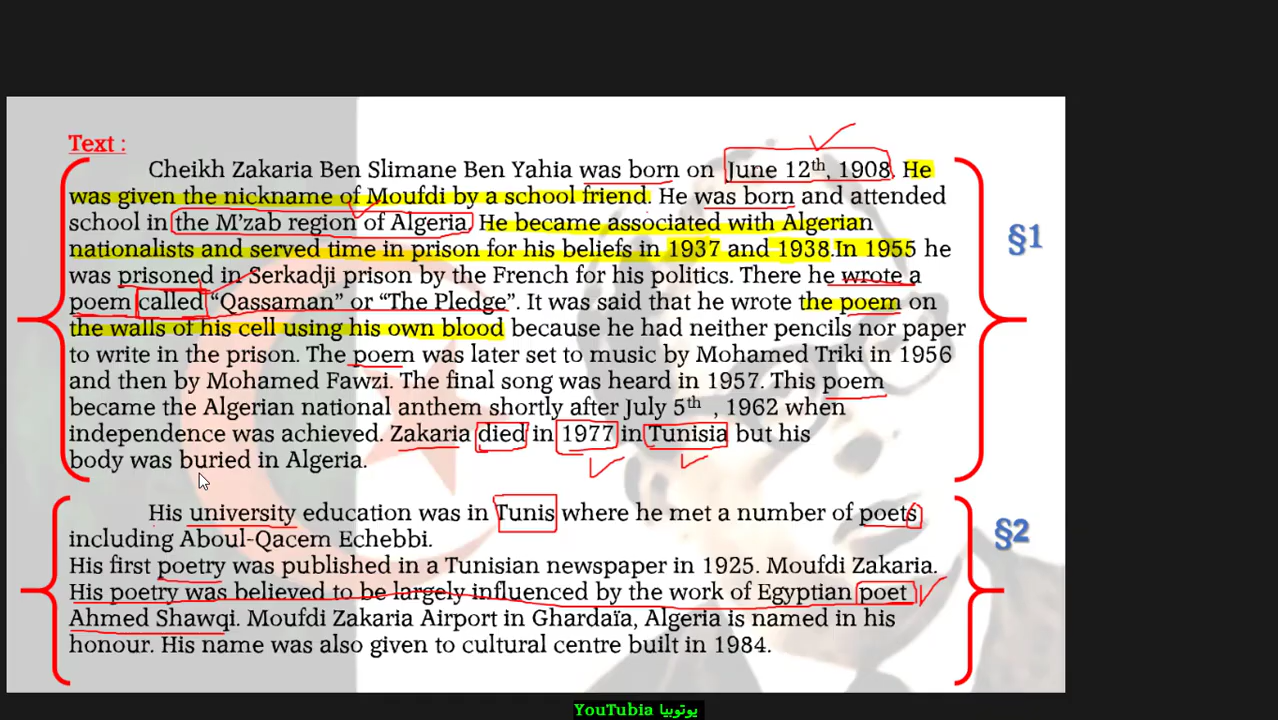 Text :
Cheikh Zakaria Ben Slimane Ben Yahia was born on June 12th, 1908. He
was given the nickname of Moufdi by a school friend. He was born and attended
school in the M'zab region of Algeria. He became associated with Algerian
nationalists and served time in prison for his beliefs in 1937 and 1938.In 1955 he
was prisoned in Serkadji prison by the French for his politics. There he wrote a
poem called “Qassaman” or “The Pledge”. It was said that he wrote the poem on
the walls of his cell using his own blood because he had neither pencils nor paper
to write in the prison. The poem was later set to music by Mohamed Triki in 1956
and then by Mohamed Fawzi. The final song was heard in 1957. This poem
became the Algerian national anthem shortly after July 5th , 1962 when
independence was achieved. Zakaria died in 1977 in Tunisia but his
body was buried in Algeria.
§1
His university education was in Tunis where he met a number of poets
including Aboul-Qacem Echebbi.
His first poetry was published in a Tunisian newspaper in 1925. Moufdi Zakaria.
His poetry was believed to be largely influenced by the work of Egyptian poet
Ahmed Shawqi. Moufdi Zakaria Airport in Ghardaïa, Algeria is named in his
honour. His name was also given to cultural centre built in 1984.
§2
YouTubia يوتوبيا